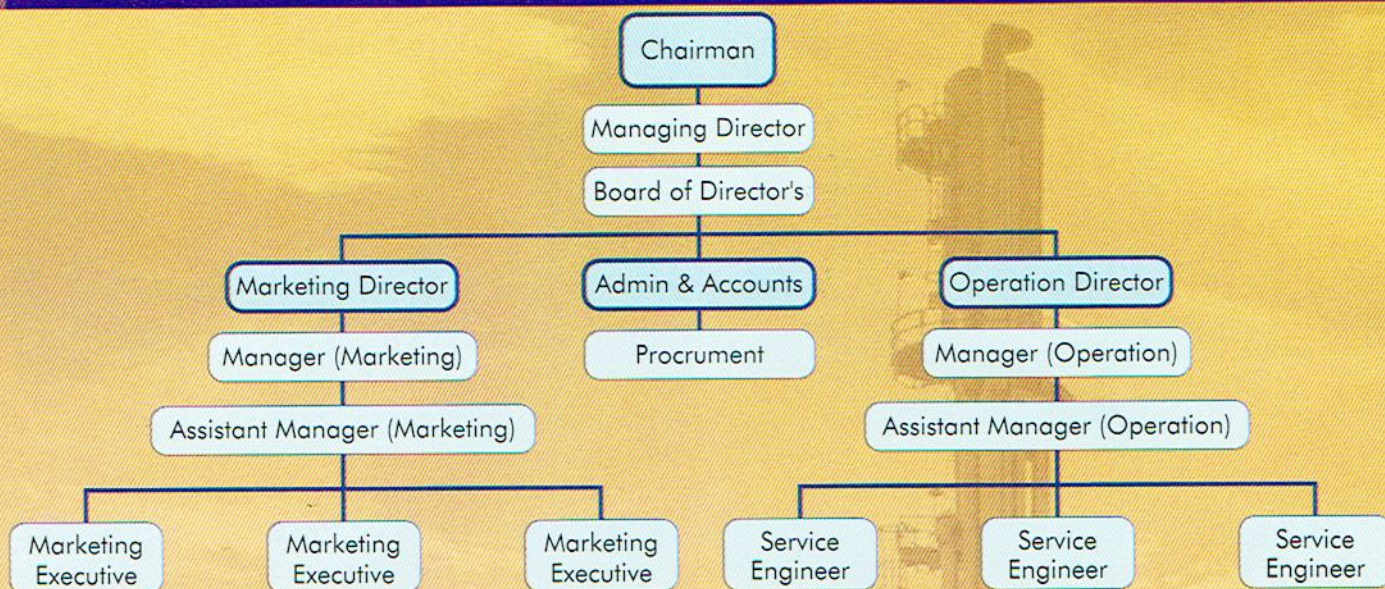 Chairman
Managing Director
Board of Director's
Marketing Director
Admin & Accounts
Operation Director
Manager (Marketing)
Procrument
Manager (Operation)
Assistant Manager (Marketing)
Assistant Manager (Operation)
Marketing
Executive
Marketing
Executive
Marketing
Executive
Service
Engineer
Service
Engineer
Service
Engineer